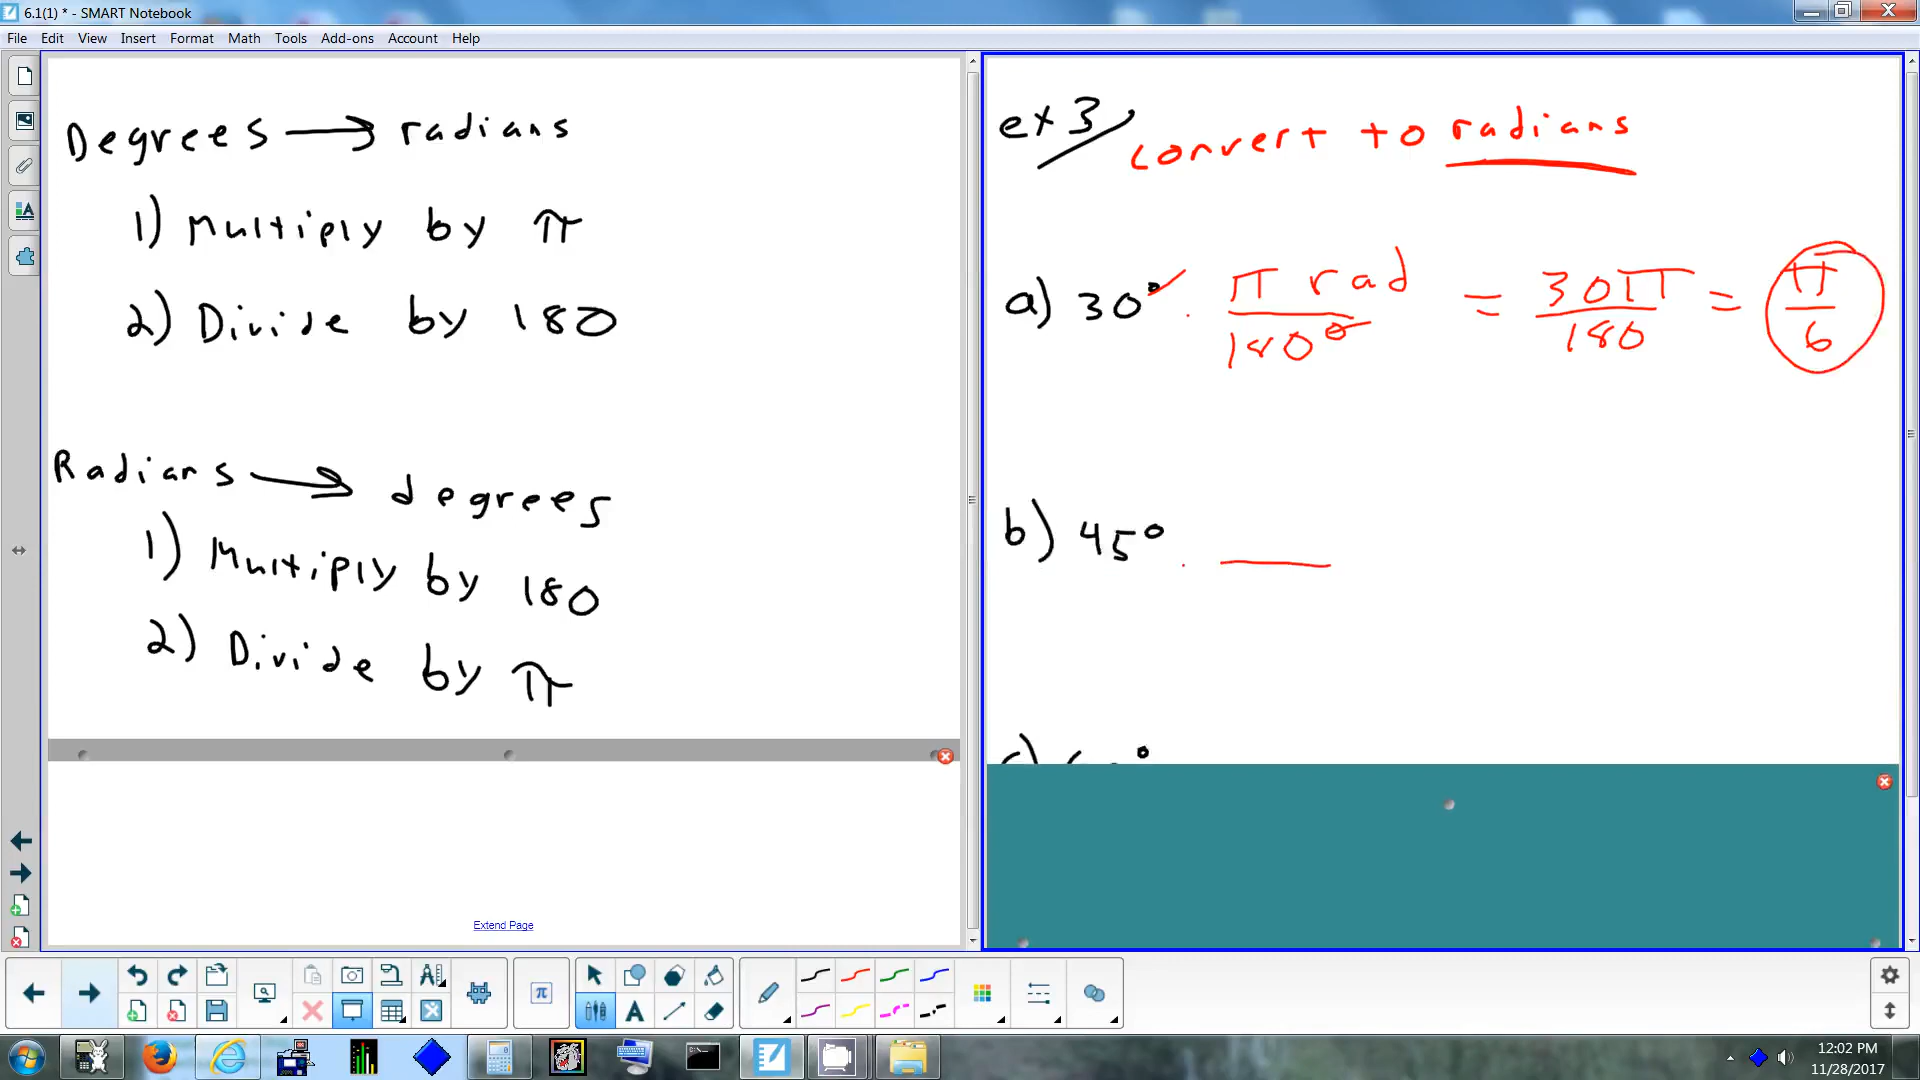 6.1(1) * - SMART Notebook
File Edit View Insert Format Math Tools Add-ons Account Help
Degrees → radians
1) Multiply by π
2) Divide by 180
Radians → degrees
1) Multiply by 180
2) Divide by π
Extend Page
ex 3 convert to radians
a) 30° · π rad / 180° = 30π / 180 = π / 6
b) 45° ·
c)
12:02 PM
11/28/2017